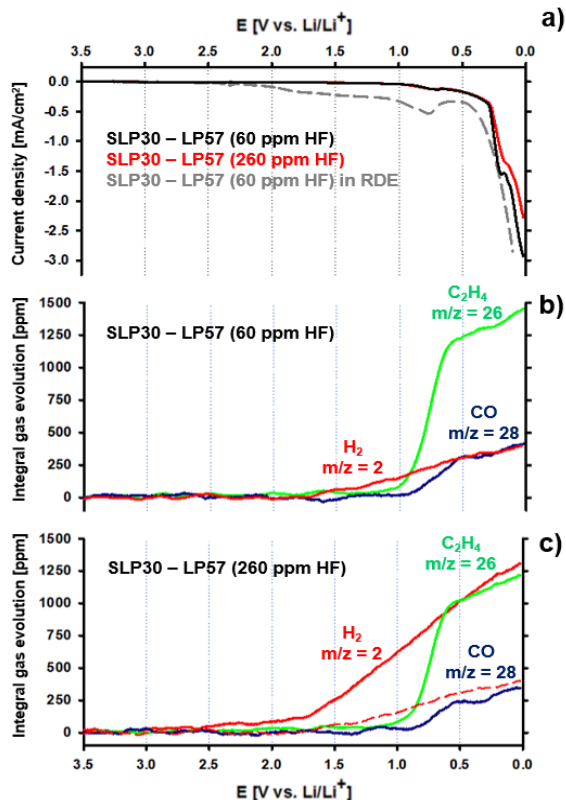 a)
E [V vs. Li/Li⁺]
3.5 3.0 2.5 2.0 1.5 1.0 0.5 0.0
Current density [mA/cm²]
0.0
-0.5
-1.0
-1.5
-2.0
-2.5
-3.0
SLP30 – LP57 (60 ppm HF)
SLP30 – LP57 (260 ppm HF)
SLP30 – LP57 (60 ppm HF) in RDE
b)
Integral gas evolution [ppm]
1500
1250
1000
750
500
250
0
SLP30 – LP57 (60 ppm HF)
C₂H₄
m/z = 26
CO
m/z = 28
H₂
m/z = 2
c)
Integral gas evolution [ppm]
1500
1250
1000
750
500
250
0
SLP30 – LP57 (260 ppm HF)
C₂H₄
m/z = 26
H₂
m/z = 2
CO
m/z = 28
3.5 3.0 2.5 2.0 1.5 1.0 0.5 0.0
E [V vs. Li/Li⁺]